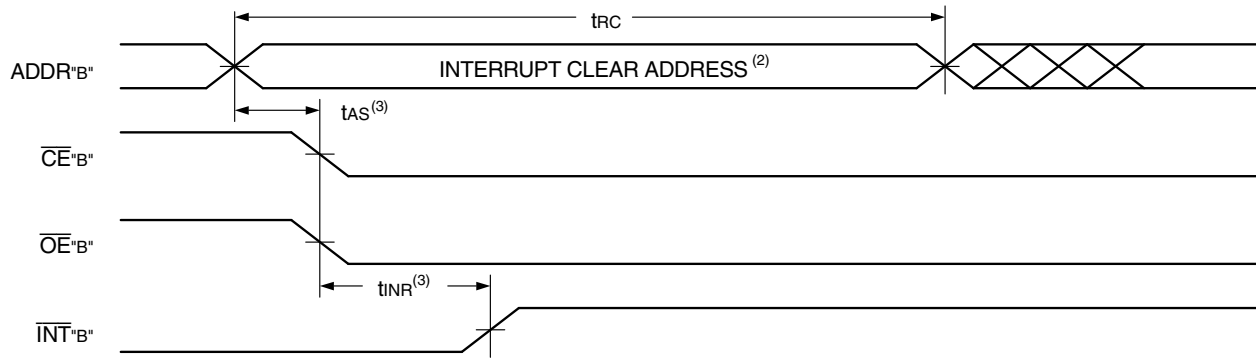 tRC
ADDR"B"
INTERRUPT CLEAR ADDRESS(2)
tAS(3)
CE"B"
OE"B"
tINR(3)
INT"B"